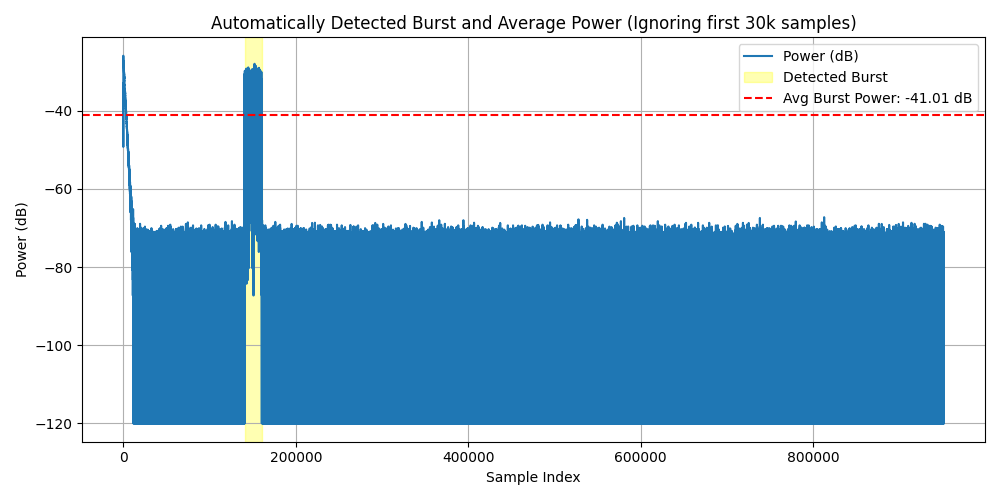 Automatically Detected Burst and Average Power (Ignoring first 30k samples)
Power (dB)
Detected Burst
Avg Burst Power: -41.01 dB
Power (dB)
−40
−60
−80
−100
−120
0
200000
400000
600000
800000
Sample Index